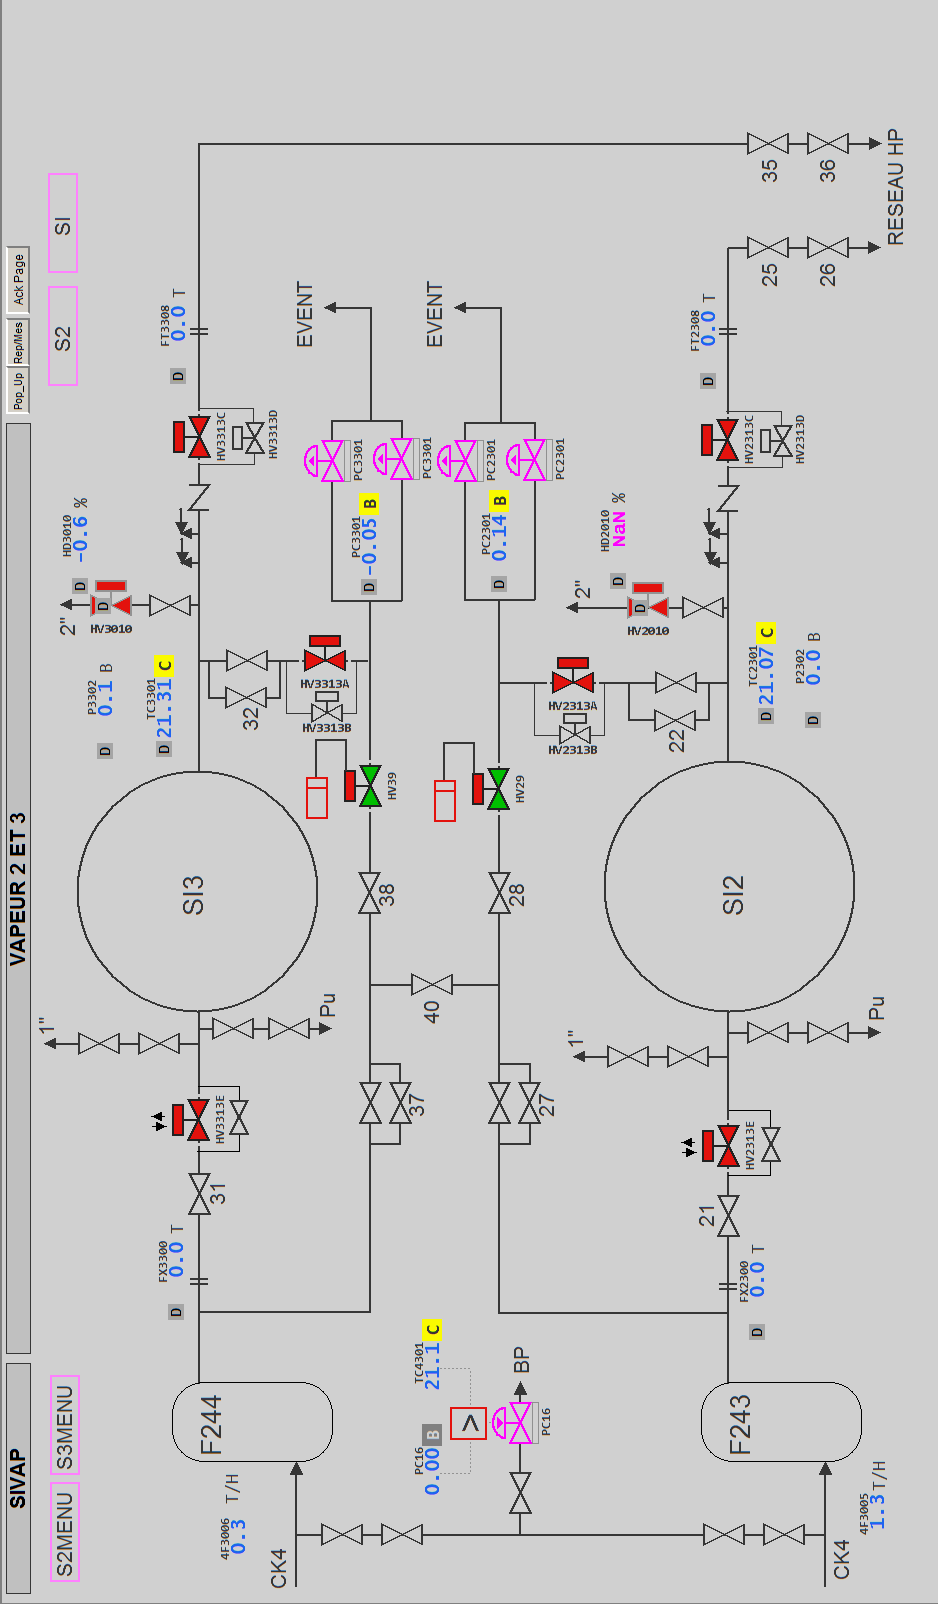 SIVAP
VAPEUR 2 ET 3
Pop_Up
Rep/Mes
Ack Page
S2MENU
S3MENU
S2
SI
1"
2"
HV3010
D
D
HD3010
-0.6 %
D
P3302
0.1 B
D
TC3301
21.31 C
FX3300
0.0 T
D
31
HV3313E
Pu
SI3
32
HV3313A
HV3313B
HV3313C
HV3313D
D
FT3308
0.0 T
F244
4F3006
0.3 T/H
CK4
HV39
38
37
EVENT
PC3301
PC3301
D
PC3301
-0.05 B
40
EVENT
PC2301
PC2301
D
PC2301
0.14 B
HV29
28
27
PC16
0.00 B
TC4301
21.1 C
>
PC16
BP
2"
HV2010
D
D
HD2010
NaN %
HV2313A
HV2313B
22
1"
Pu
SI2
D
TC2301
21.07 C
D
P2302
0.0 B
HV2313C
HV2313D
D
FT2308
0.0 T
HV2313E
21
FX2300
0.0 T
D
F243
4F3005
1.3 T/H
CK4
35
36
25
26
RESEAU HP